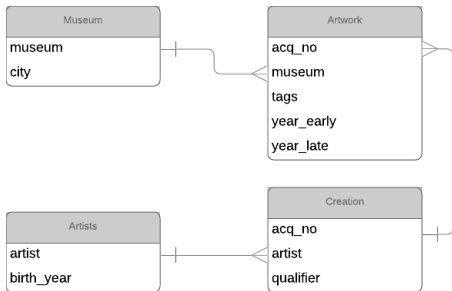 Museum
museum
city
Artwork
acq_no
museum
tags
year_early
year_late
Artists
artist
birth_year
Creation
acq_no
artist
qualifier